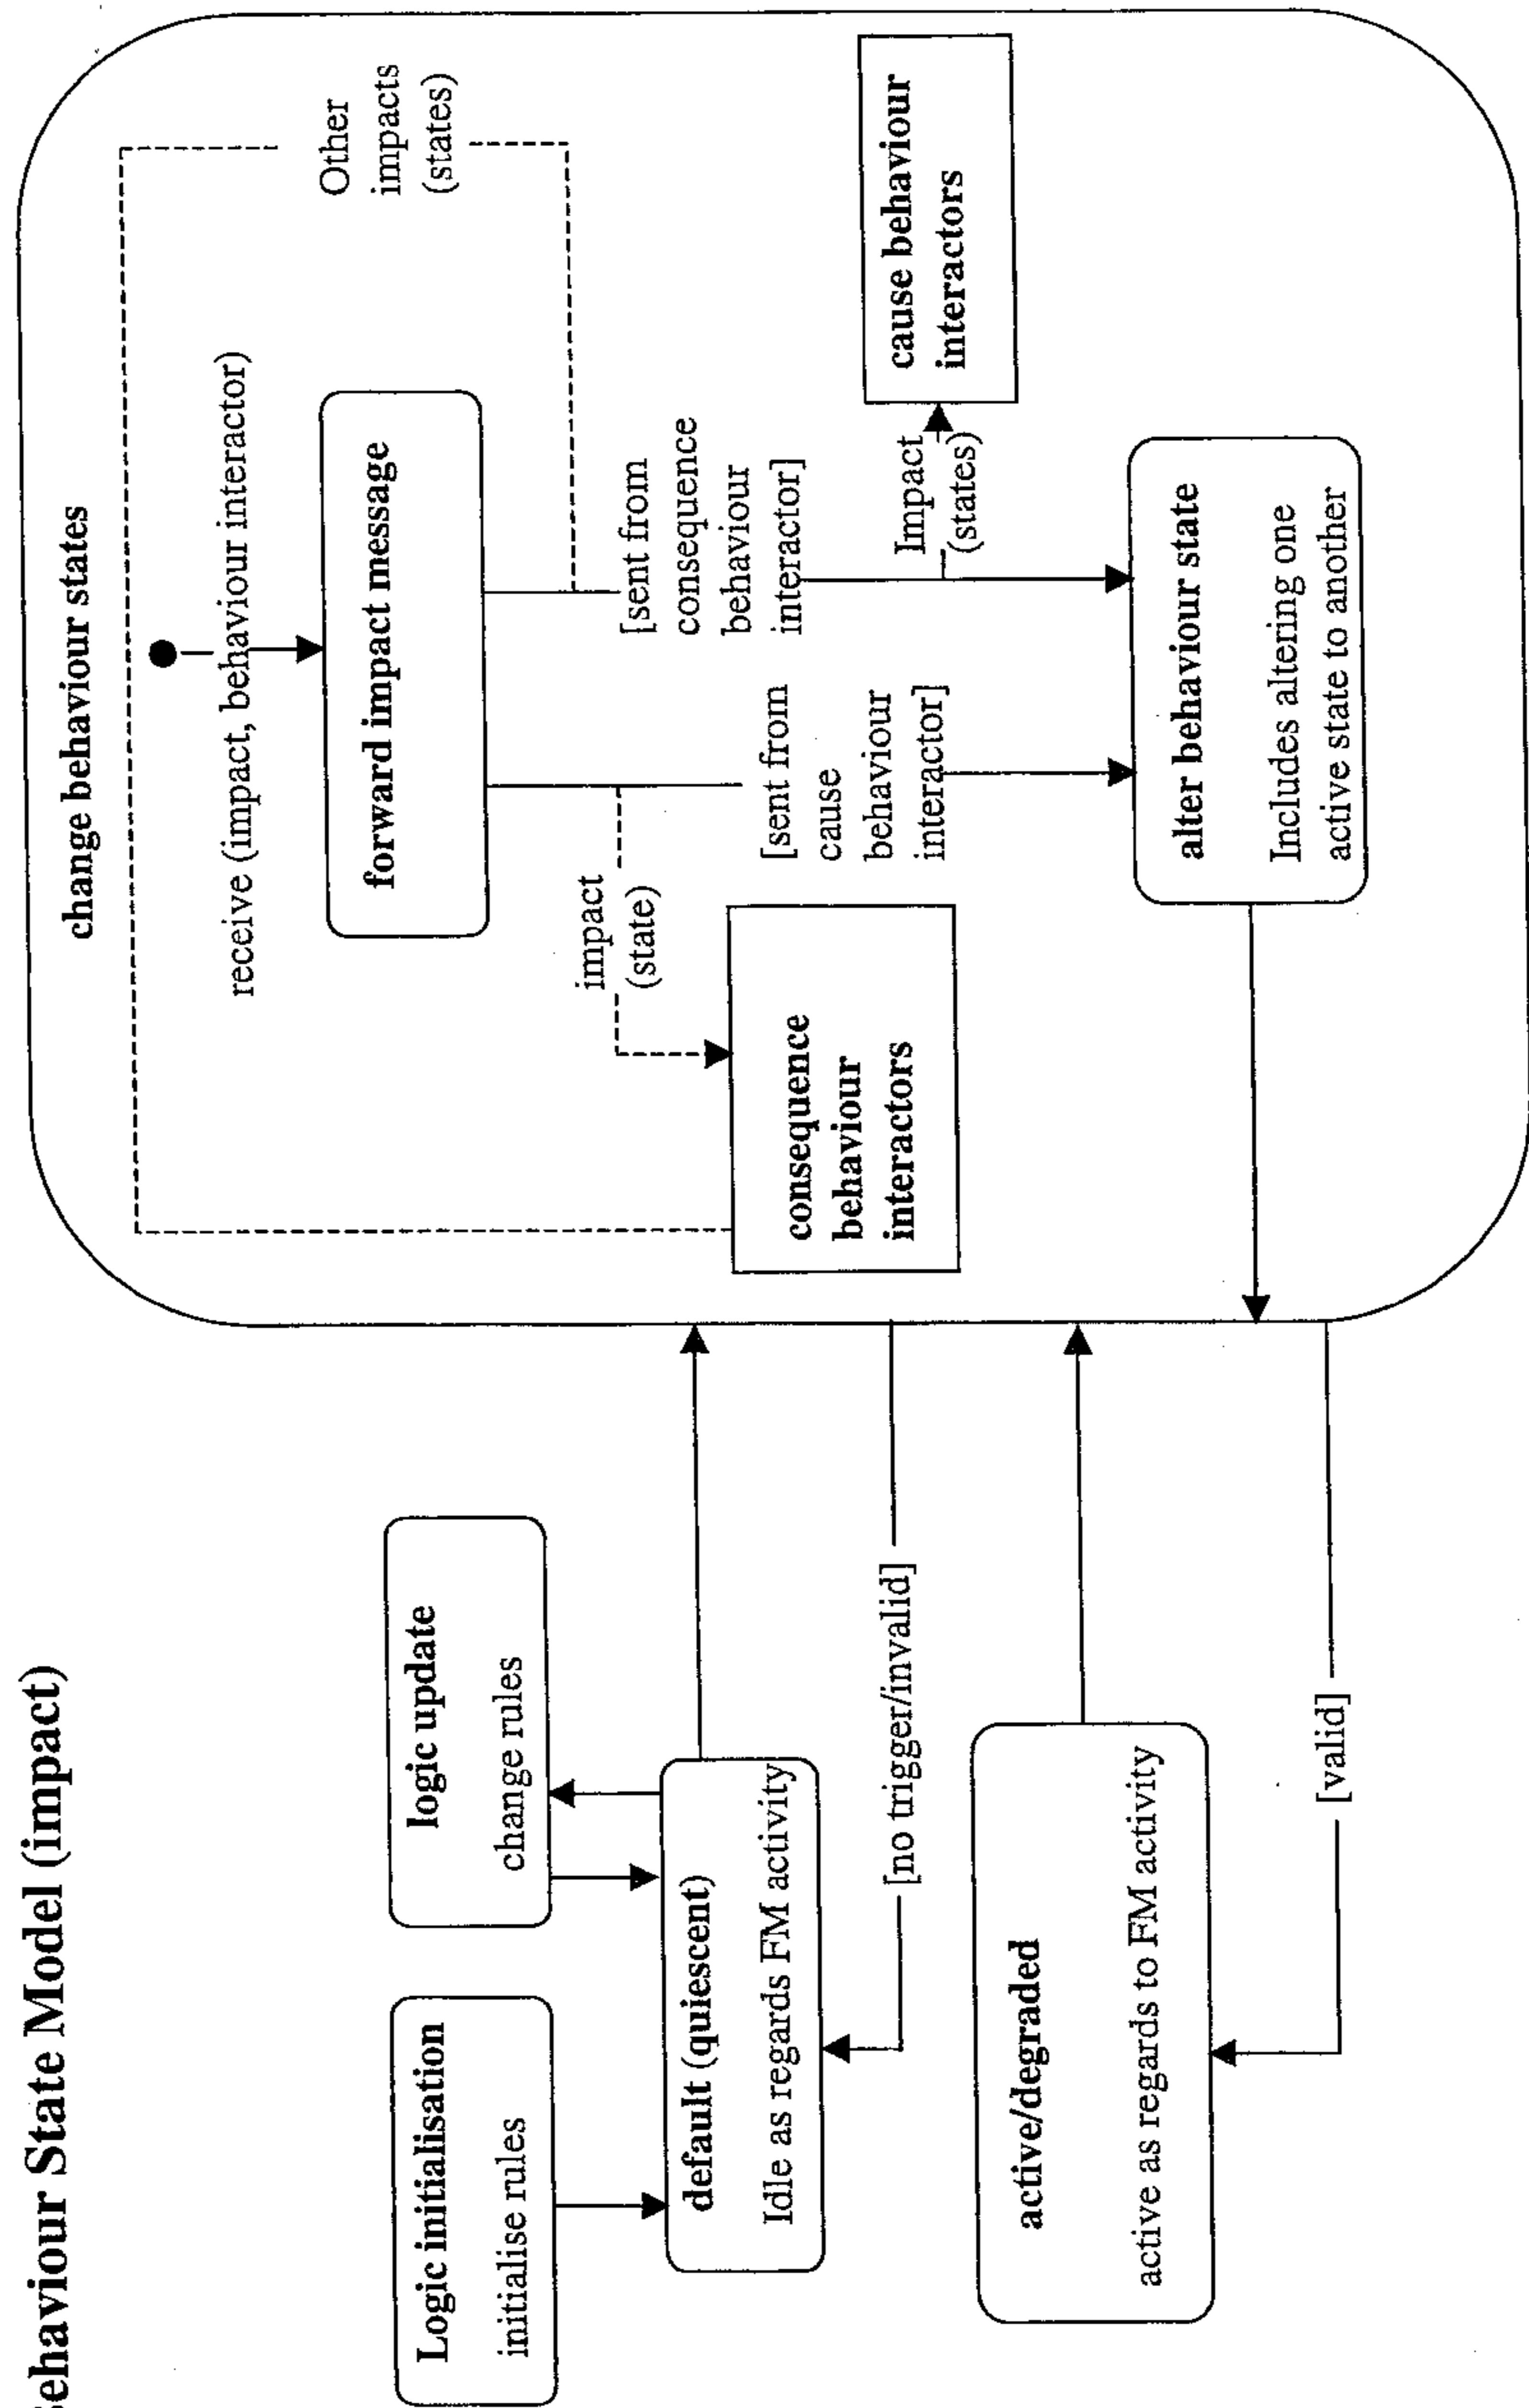 ehaviour State Model (impact)
Logic initialisation
initialise rules
logic update
change rules
default (quiescent)
Idle as regards FM activity
[no trigger/invalid]
active/degraded
active as regards to FM activity
[valid]
change behaviour states
receive (impact, behaviour interactor)
forward impact message
Other
impacts
(states)
impact
(state)
consequence
behaviour
interactors
[sent from
cause
behaviour
interactor]
[sent from
consequence
behaviour
interactor]
Impact
(states)
cause behaviour
interactors
alter behaviour state
Includes altering one
active state to another